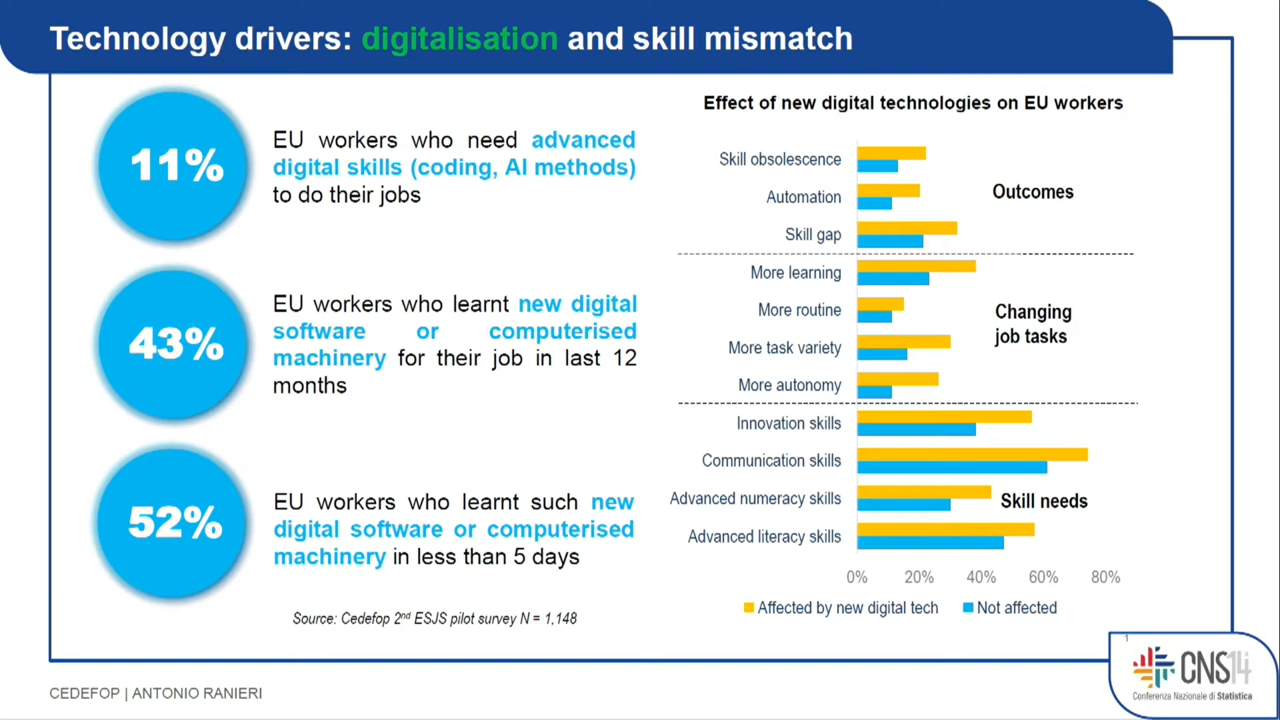 Technology drivers: digitalisation and skill mismatch
11%
EU workers who need advanced
digital skills (coding, AI methods)
to do their jobs
43%
EU workers who learnt new digital
software or computerised
machinery for their job in last 12
months
52%
EU workers who learnt such new
digital software or computerised
machinery in less than 5 days
Source: Cedefop 2nd ESJS pilot survey N = 1,148
Effect of new digital technologies on EU workers
Skill obsolescence
Automation
Skill gap
Outcomes
More learning
More routine
More task variety
More autonomy
Changing
job tasks
Innovation skills
Communication skills
Advanced numeracy skills
Advanced literacy skills
Skill needs
0% 20% 40% 60% 80%
Affected by new digital tech Not affected
1
CNS14
Conferenza Nazionale di Statistica
CEDEFOP | ANTONIO RANIERI